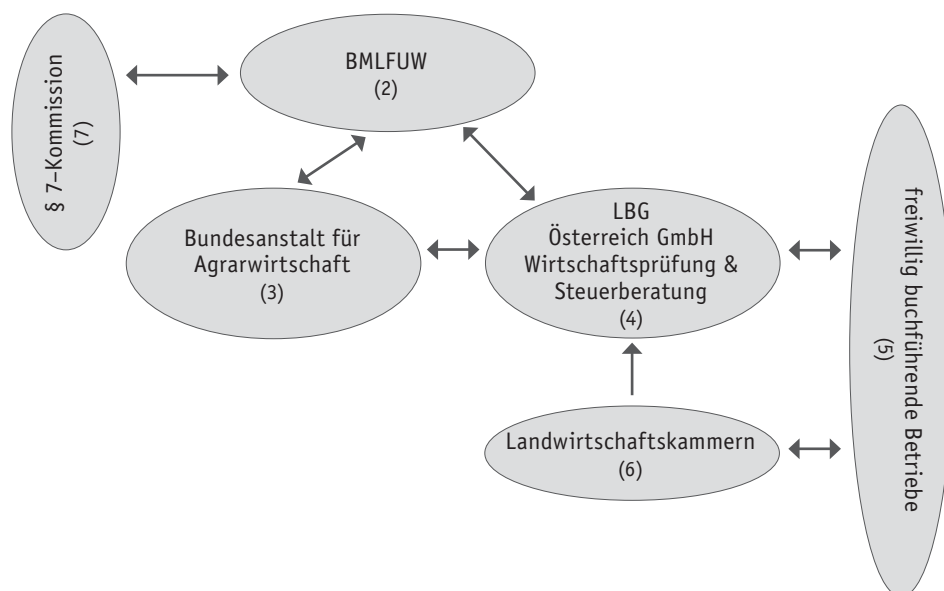 § 7–Kommission
(7)
BMLFUW
(2)
Bundesanstalt für
Agrarwirtschaft
(3)
LBG
Österreich GmbH
Wirtschaftsprüfung &
Steuerberatung
(4)
freiwillig buchführende Betriebe
(5)
Landwirtschaftskammern
(6)